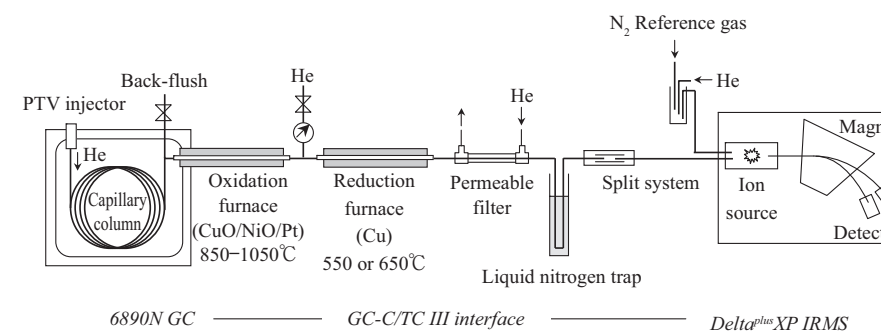 N₂ Reference gas
He
He
Back-flush
PTV injector
He
He
Capillary
column
Oxidation
furnace
(CuO/NiO/Pt)
850−1050℃
Reduction
furnace
(Cu)
550 or 650℃
Permeable
filter
Liquid nitrogen trap
Split system
Ion
source
Magn
Detect
6890N GC
GC-C/TC III interface
Delta^plus XP IRMS